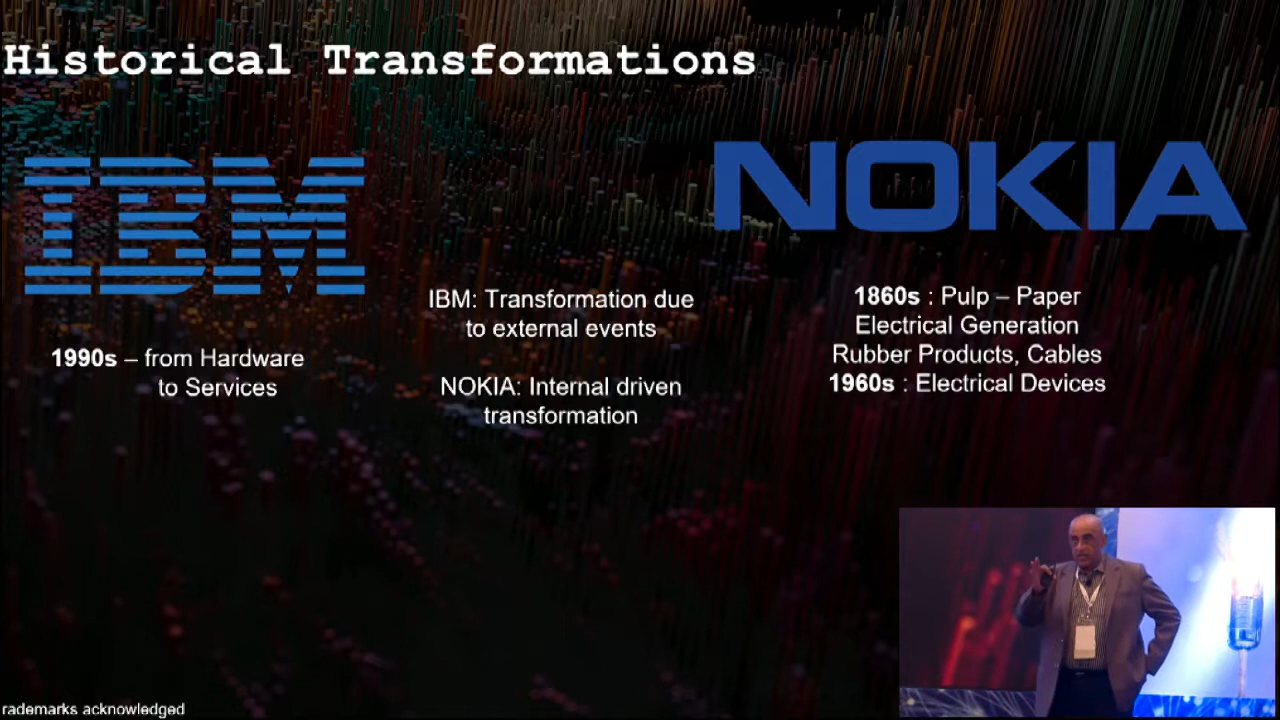 Historical Transformations
IBM
NOKIA
1990s – from Hardware
to Services
IBM: Transformation due
to external events
NOKIA: Internal driven
transformation
1860s : Pulp – Paper
Electrical Generation
Rubber Products, Cables
1960s : Electrical Devices
rademarks acknowledged